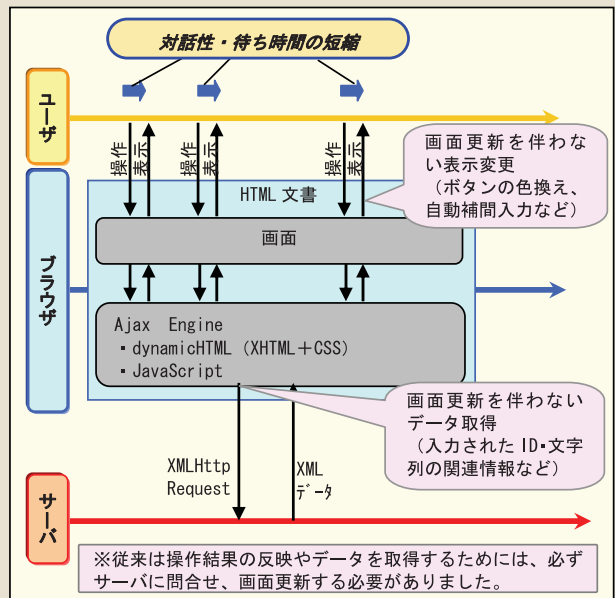 対話性・待ち時間の短縮
ユーザ
操作
表示
操作
表示
操作
表示
画面更新を伴わな
い表示変更
（ボタンの色換え、
自動補間入力など）
ブラウザ
HTML 文書
画面
Ajax Engine
・dynamicHTML（XHTML＋CSS）
・JavaScript
画面更新を伴わない
データ取得
（入力された ID・文字
列の関連情報など）
XMLHttp
Request
XML
データ
サーバ
※従来は操作結果の反映やデータを取得するためには、必ず
サーバに問合せ、画面更新する必要がありました。